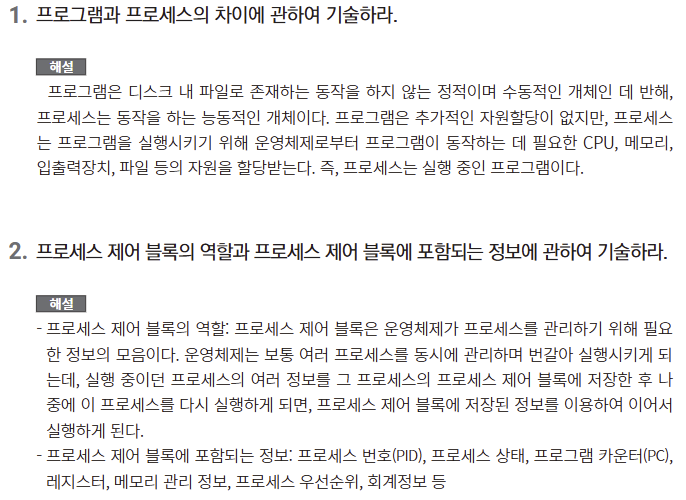 1. 프로그램과 프로세스의 차이에 관하여 기술하라.
해설
프로그램은 디스크 내 파일로 존재하는 동작을 하지 않는 정적이며 수동적인 개체인 데 반해,
프로세스는 동작을 하는 능동적인 개체이다. 프로그램은 추가적인 자원할당이 없지만, 프로세스
는 프로그램을 실행시키기 위해 운영체제로부터 프로그램이 동작하는 데 필요한 CPU, 메모리,
입출력장치, 파일 등의 자원을 할당받는다. 즉, 프로세스는 실행 중인 프로그램이다.
2. 프로세스 제어 블록의 역할과 프로세스 제어 블록에 포함되는 정보에 관하여 기술하라.
해설
- 프로세스 제어 블록의 역할: 프로세스 제어 블록은 운영체제가 프로세스를 관리하기 위해 필요
한 정보의 모음이다. 운영체제는 보통 여러 프로세스를 동시에 관리하며 번갈아 실행시키게 되
는데, 실행 중이던 프로세스의 여러 정보를 그 프로세스의 프로세스 제어 블록에 저장한 후 나
중에 이 프로세스를 다시 실행하게 되면, 프로세스 제어 블록에 저장된 정보를 이용하여 이어서
실행하게 된다.
- 프로세스 제어 블록에 포함되는 정보: 프로세스 번호(PID), 프로세스 상태, 프로그램 카운터(PC),
레지스터, 메모리 관리 정보, 프로세스 우선순위, 회계정보 등